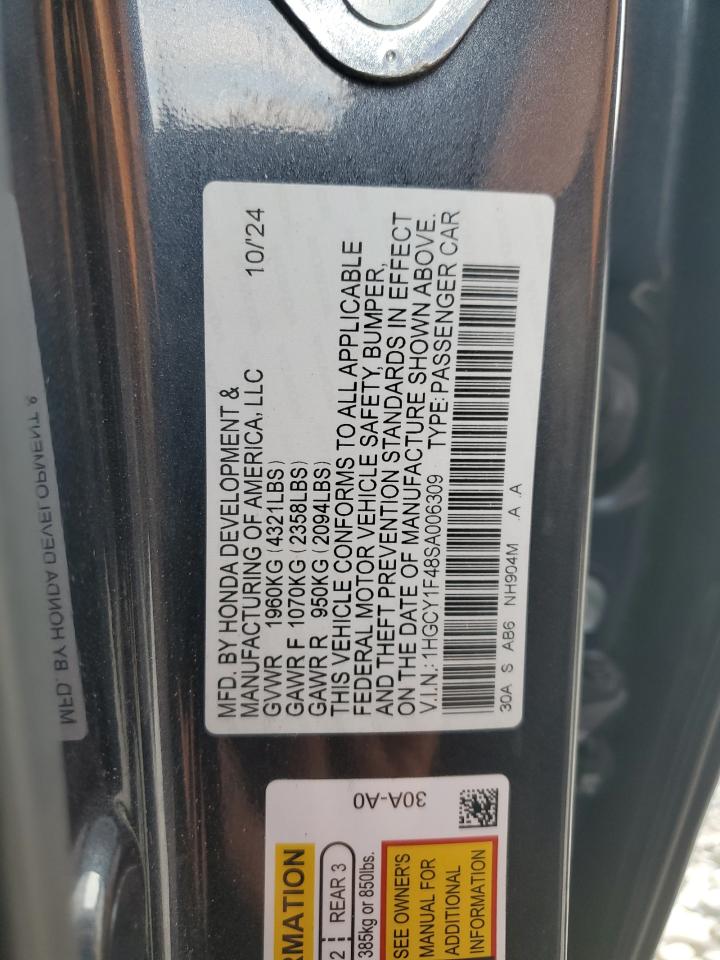 MFD. BY HONDA DEVELOPMENT &
MANUFACTURING OF AMERICA, LLC 10/'24
GVWR 1960KG (4321LBS)
GAWR F 1070KG (2358LBS)
GAWR R 950KG (2094LBS)
THIS VEHICLE CONFORMS TO ALL APPLICABLE
FEDERAL MOTOR VEHICLE SAFETY, BUMPER,
AND THEFT PREVENTION STANDARDS IN EFFECT
ON THE DATE OF MANUFACTURE SHOWN ABOVE.
V.I.N.: 1HGCY1F48SA006309 TYPE: PASSENGER CAR
30A S AB6 NH904M .A .A
30A-A0
RMATION
2 REAR 3
385kg or 850lbs.
SEE OWNER'S
MANUAL FOR
ADDITIONAL
INFORMATION
MFD. BY HONDA DEVELOPMENT &